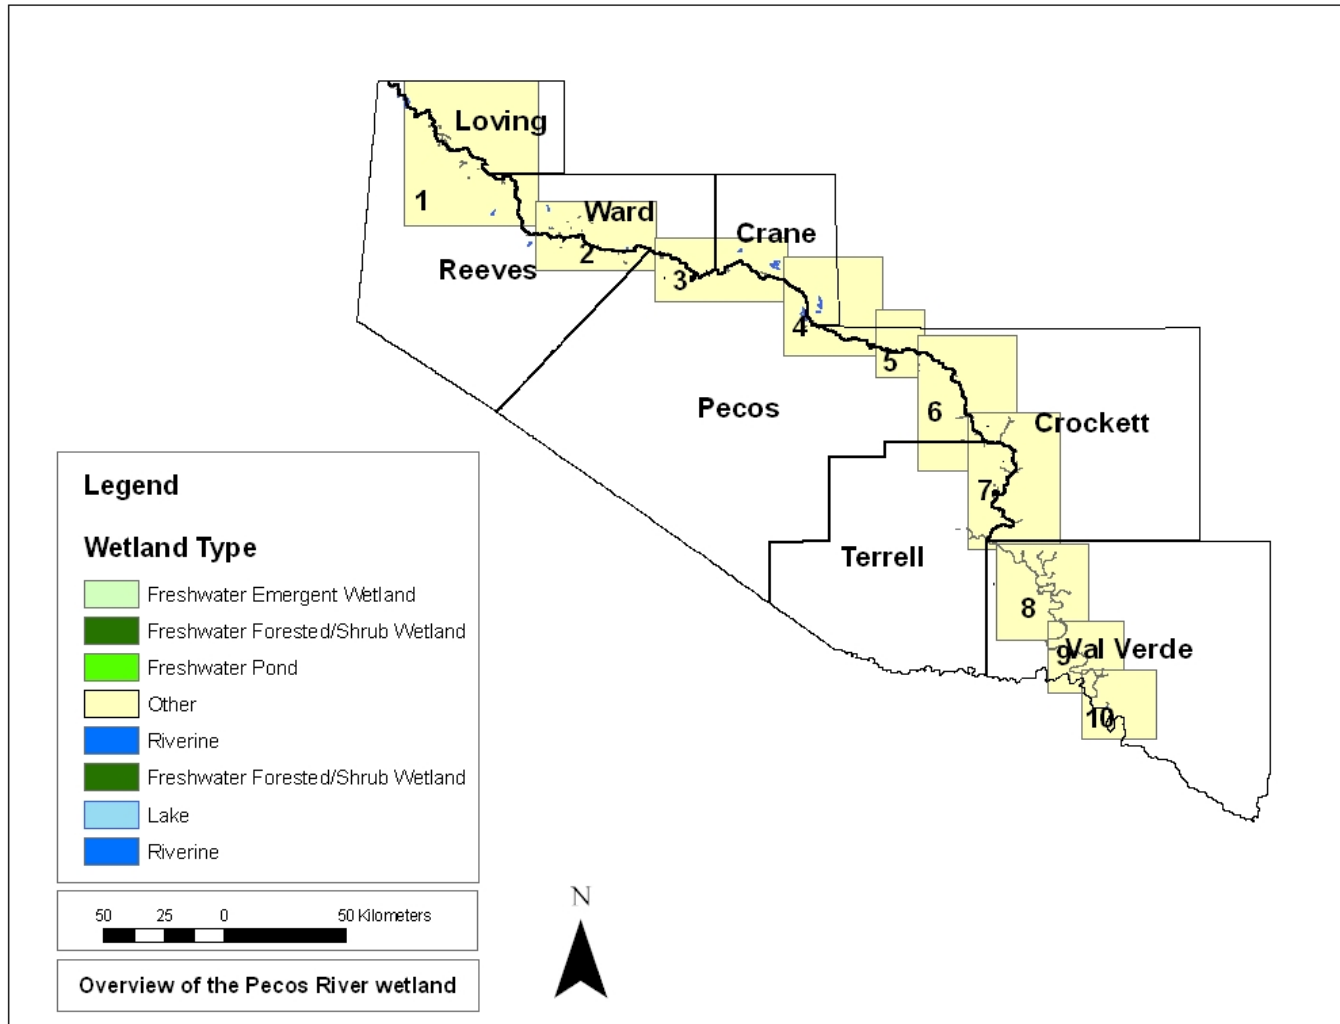 Loving
1
Ward
Crane
2
Reeves
3
4
5
Pecos
6
Crockett
7
Terrell
8
9
Val Verde
10
Legend
Wetland Type
Freshwater Emergent Wetland
Freshwater Forested/Shrub Wetland
Freshwater Pond
Other
Riverine
Freshwater Forested/Shrub Wetland
Lake
Riverine
50 25 0 50 Kilometers
Overview of the Pecos River wetland
N